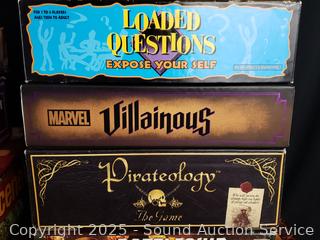 FOR 3 TO 6 PLAYERS
AGES TEEN TO ADULT
LOADED
QUESTIONS
EXPOSE YOUR SELF
MARVEL
Villainous
Pirateology™
The Game
Copyright 2025 - Sound Auction Service